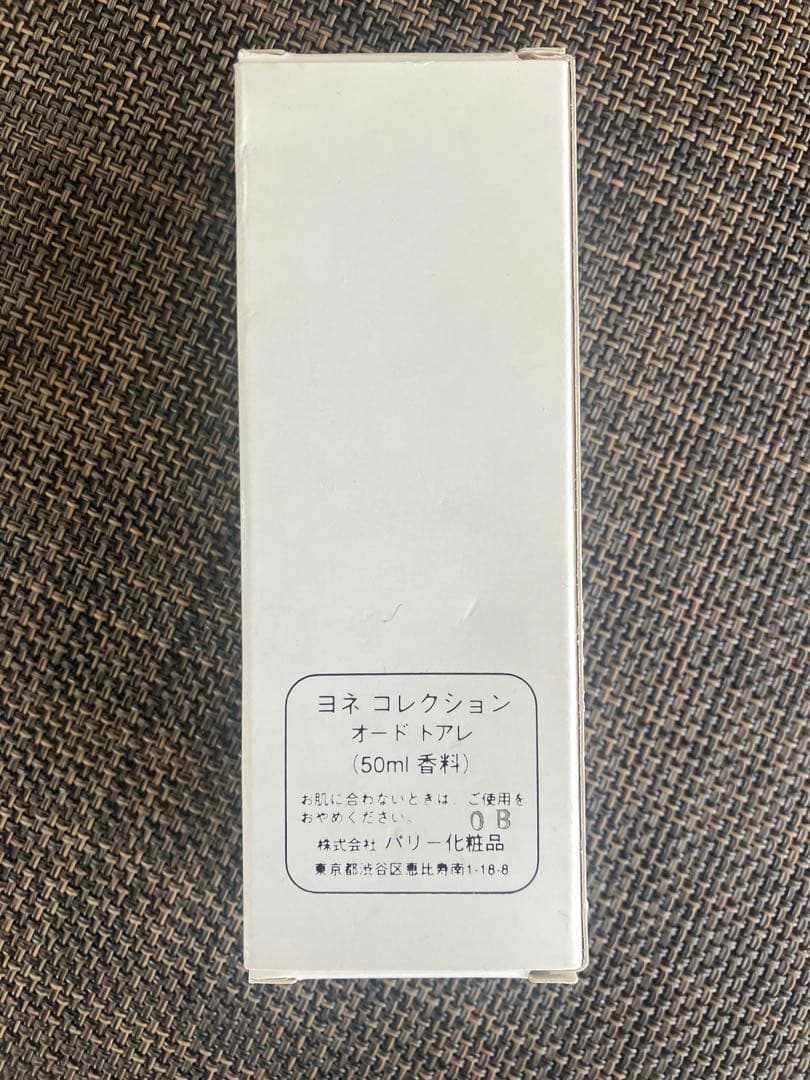 ヨネ コレクション
オード トアレ
(50ml 香料)
お肌に合わないときは、ご使用を
おやめください。 0B
株式会社 バリー化粧品
東京都渋谷区恵比寿南1-18-8